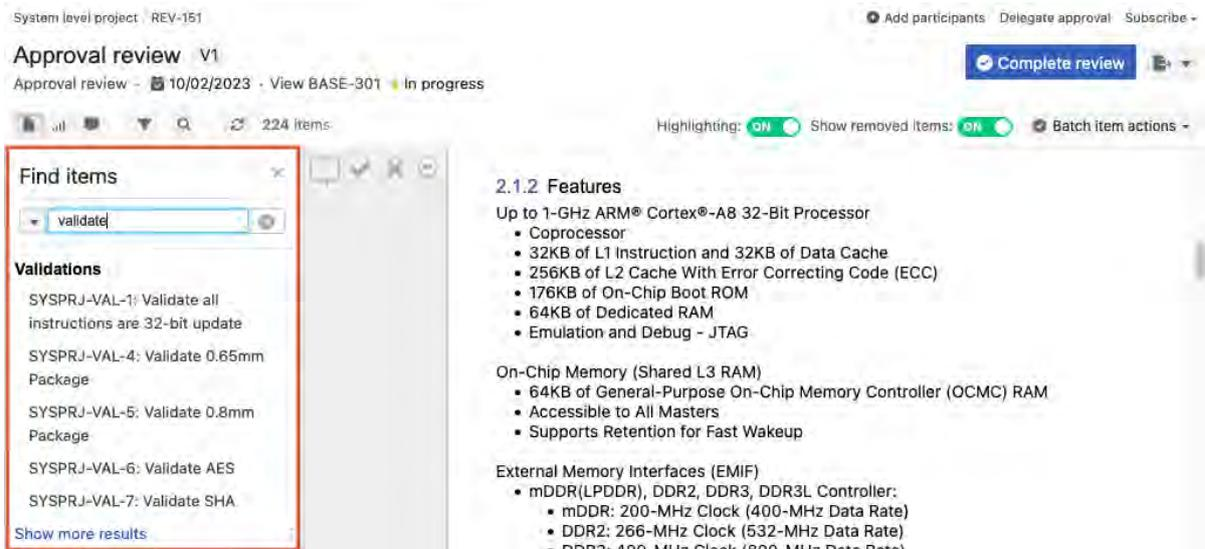 System level project REV-151
Add participants Delegate approval Subscribe
Approval review V1
Complete review
Approval review - 10/02/2023 - View BASE-301 In progress
224 items
Highlighting: ON Show removed items: ON Batch item actions
Find items
validate
Validations
SYSPRJ-VAL-1: Validate all
instructions are 32-bit update
SYSPRJ-VAL-4: Validate 0.65mm
Package
SYSPRJ-VAL-5: Validate 0.8mm
Package
SYSPRJ-VAL-6: Validate AES
SYSPRJ-VAL-7: Validate SHA
Show more results
2.1.2 Features
Up to 1-GHz ARM® Cortex®-A8 32-Bit Processor
• Coprocessor
• 32KB of L1 Instruction and 32KB of Data Cache
• 256KB of L2 Cache With Error Correcting Code (ECC)
• 176KB of On-Chip Boot ROM
• 64KB of Dedicated RAM
• Emulation and Debug - JTAG
On-Chip Memory (Shared L3 RAM)
• 64KB of General-Purpose On-Chip Memory Controller (OCMC) RAM
• Accessible to All Masters
• Supports Retention for Fast Wakeup
External Memory Interfaces (EMIF)
• mDDR(LPDDR), DDR2, DDR3, DDR3L Controller:
• mDDR: 200-MHz Clock (400-MHz Data Rate)
• DDR2: 266-MHz Clock (532-MHz Data Rate)
• DDR3: 400-MHz Clock (800-MHz Data Rate)